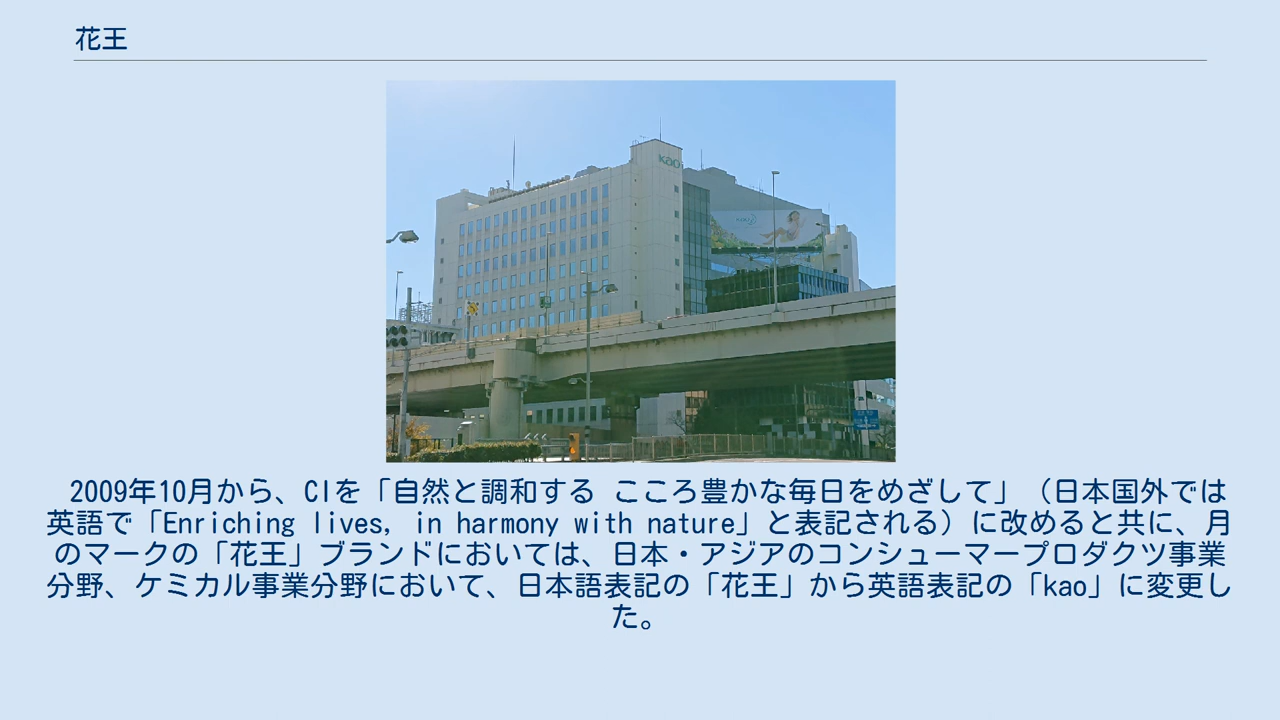 花王
kao
kao
2009年10月から、CIを「自然と調和する こころ豊かな毎日をめざして」（日本国外では
英語で「Enriching lives, in harmony with nature」と表記される）に改めると共に、月
のマークの「花王」ブランドにおいては、日本・アジアのコンシューマープロダクツ事業
分野、ケミカル事業分野において、日本語表記の「花王」から英語表記の「kao」に変更し
た。